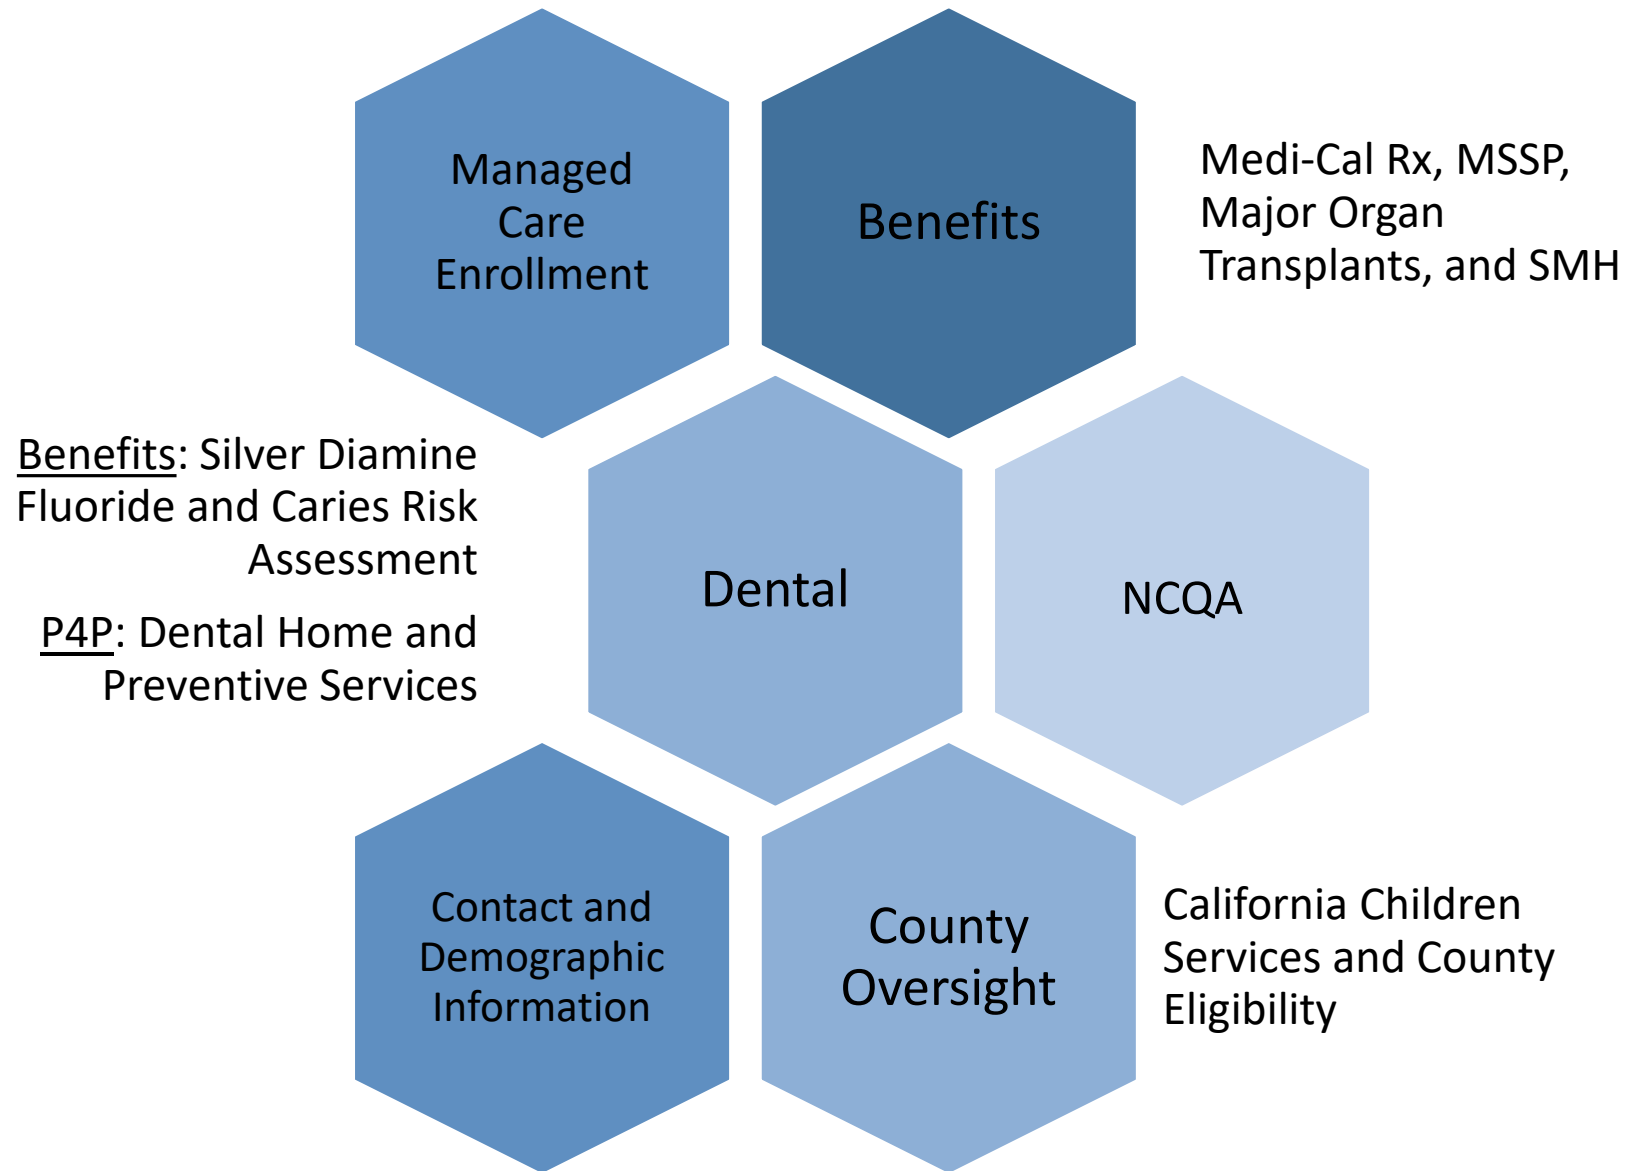 Managed
Care
Enrollment
Benefits
Medi-Cal Rx, MSSP,
Major Organ
Transplants, and SMH
Benefits: Silver Diamine
Fluoride and Caries Risk
Assessment
P4P: Dental Home and
Preventive Services
Dental
NCQA
Contact and
Demographic
Information
County
Oversight
California Children
Services and County
Eligibility